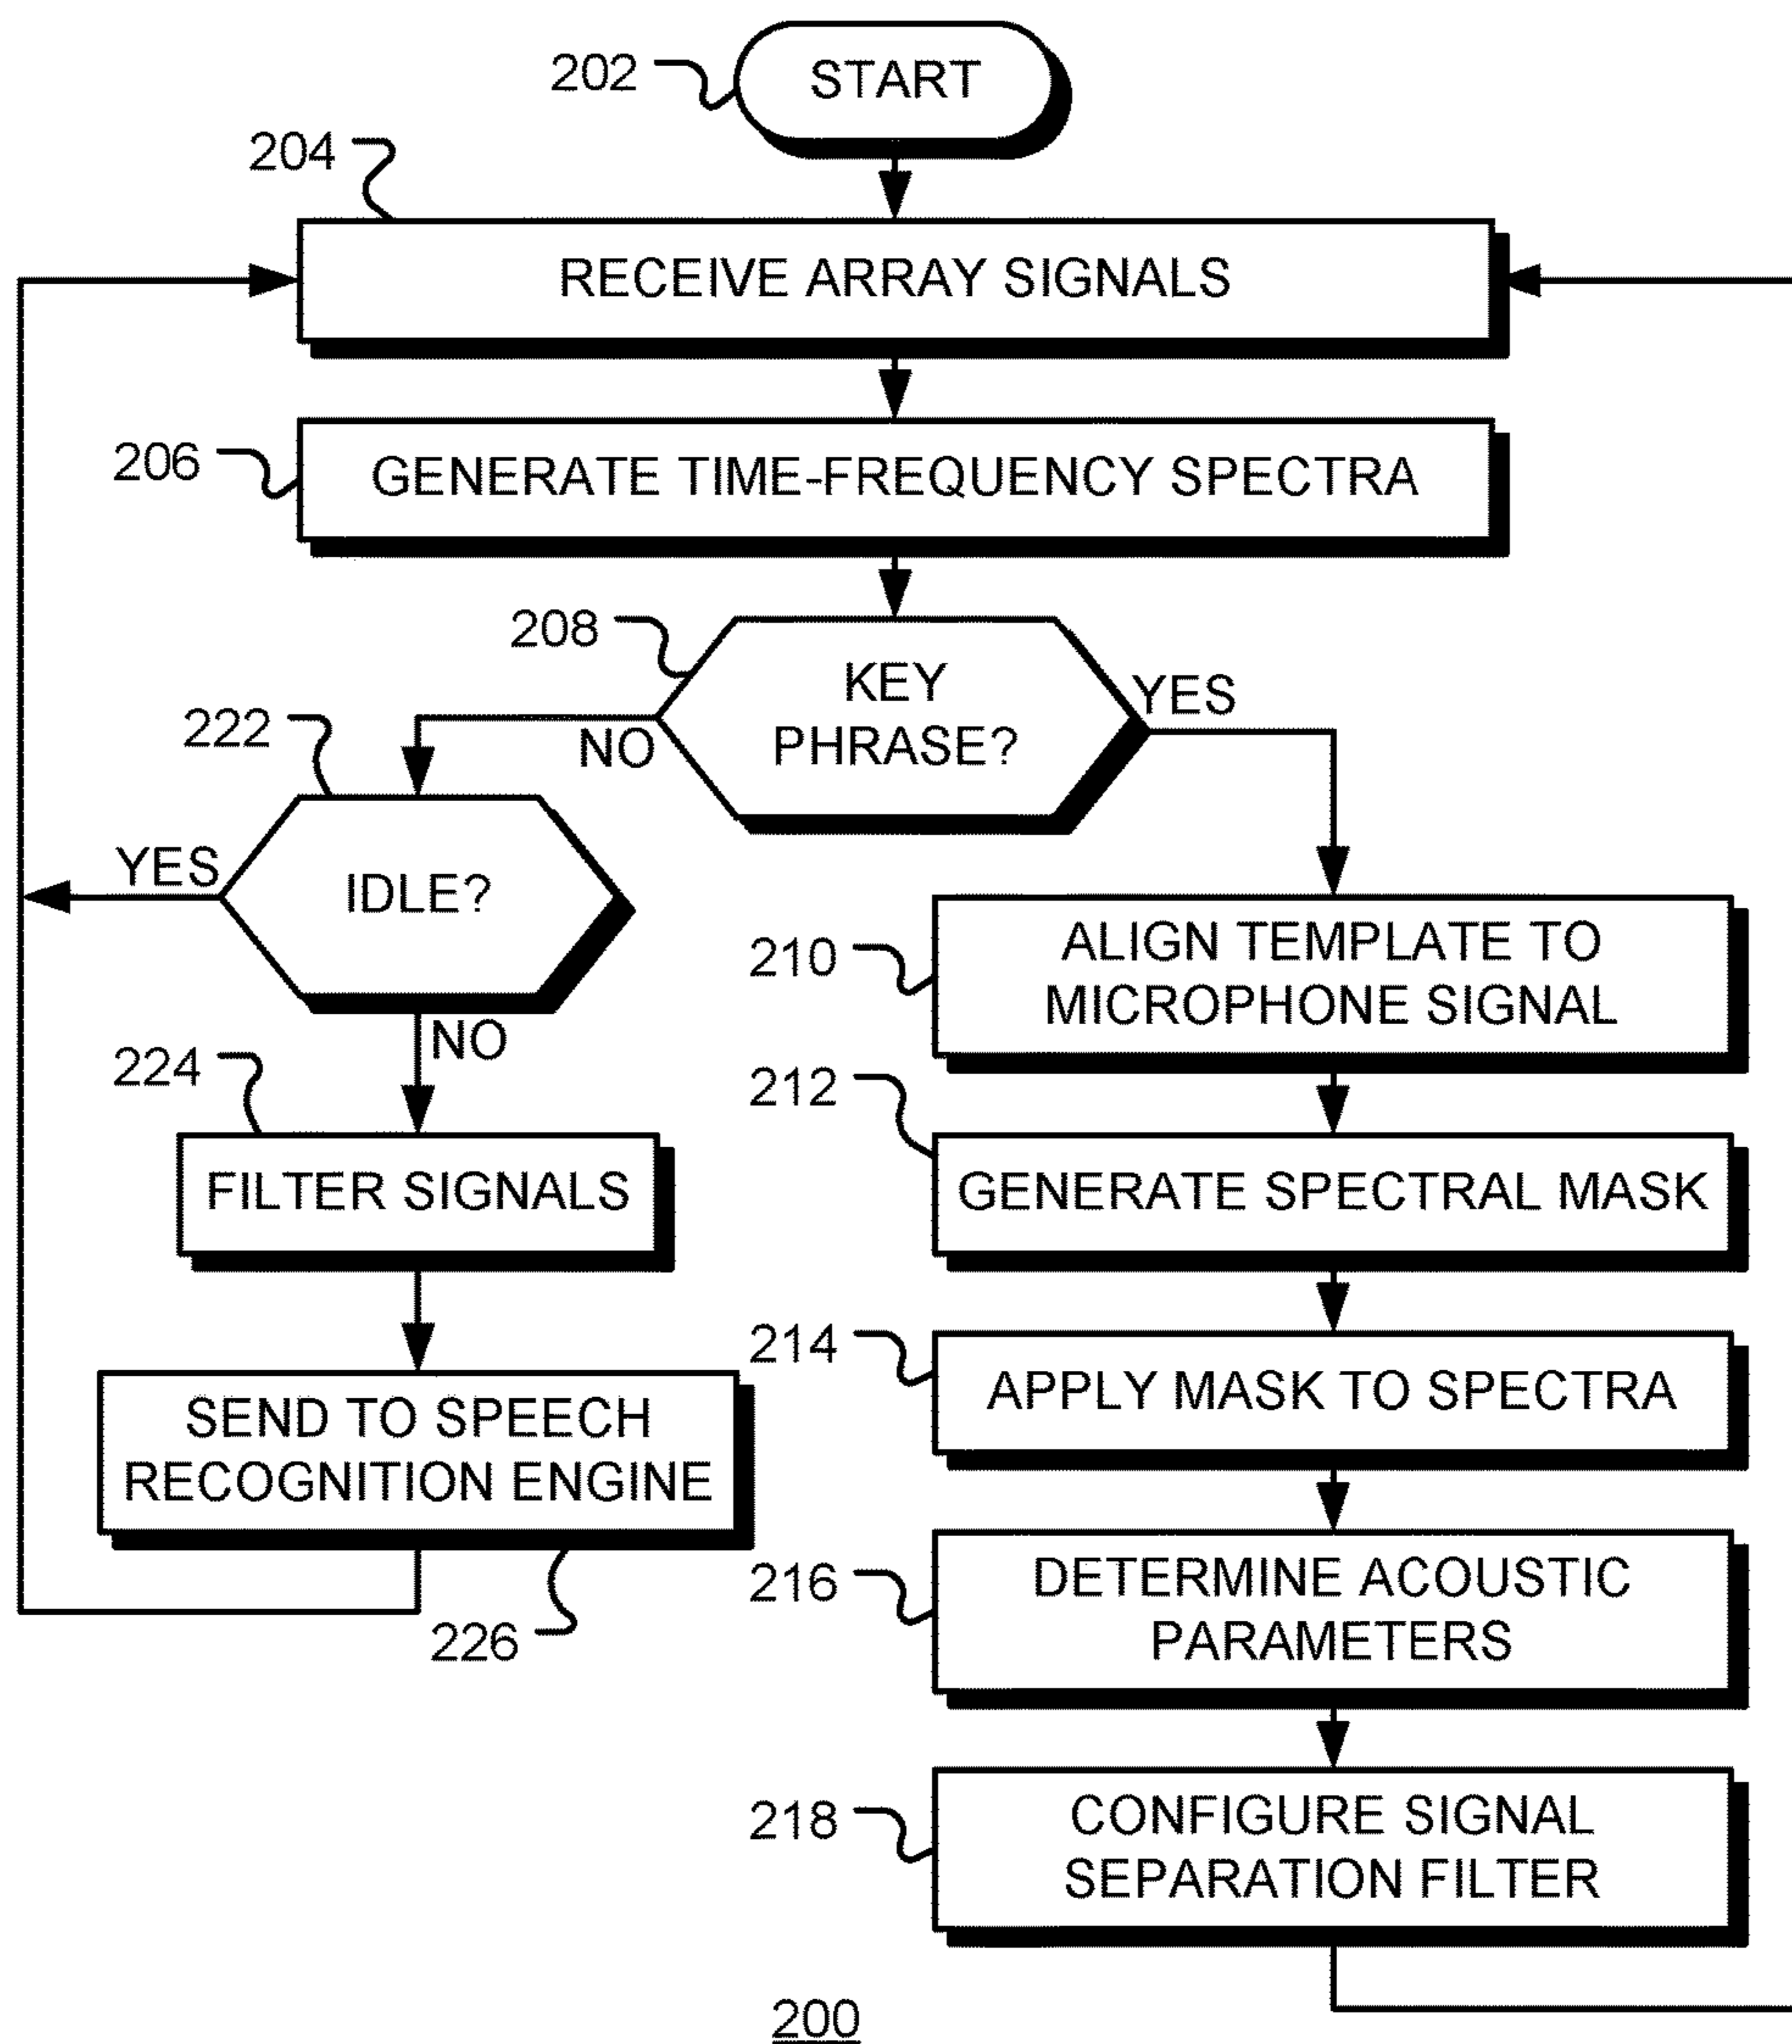 202
START
204
RECEIVE ARRAY SIGNALS
206
GENERATE TIME-FREQUENCY SPECTRA
208
KEY
PHRASE?
YES
NO
222
YES
IDLE?
NO
210
ALIGN TEMPLATE TO
MICROPHONE SIGNAL
224
FILTER SIGNALS
212
GENERATE SPECTRAL MASK
214
APPLY MASK TO SPECTRA
SEND TO SPEECH
RECOGNITION ENGINE
226
216
DETERMINE ACOUSTIC
PARAMETERS
218
CONFIGURE SIGNAL
SEPARATION FILTER
200